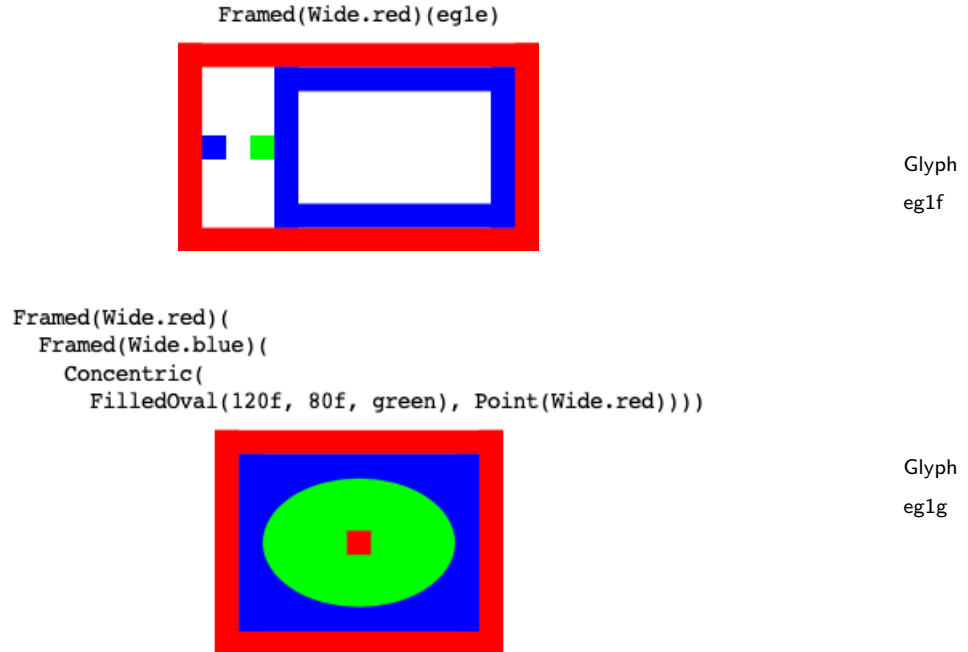 Framed(Wide.red)(eg1e)
Glyph
eg1f
Framed(Wide.red)(
  Framed(Wide.blue)(
    Concentric(
      FilledOval(120f, 80f, green), Point(Wide.red))))
Glyph
eg1g